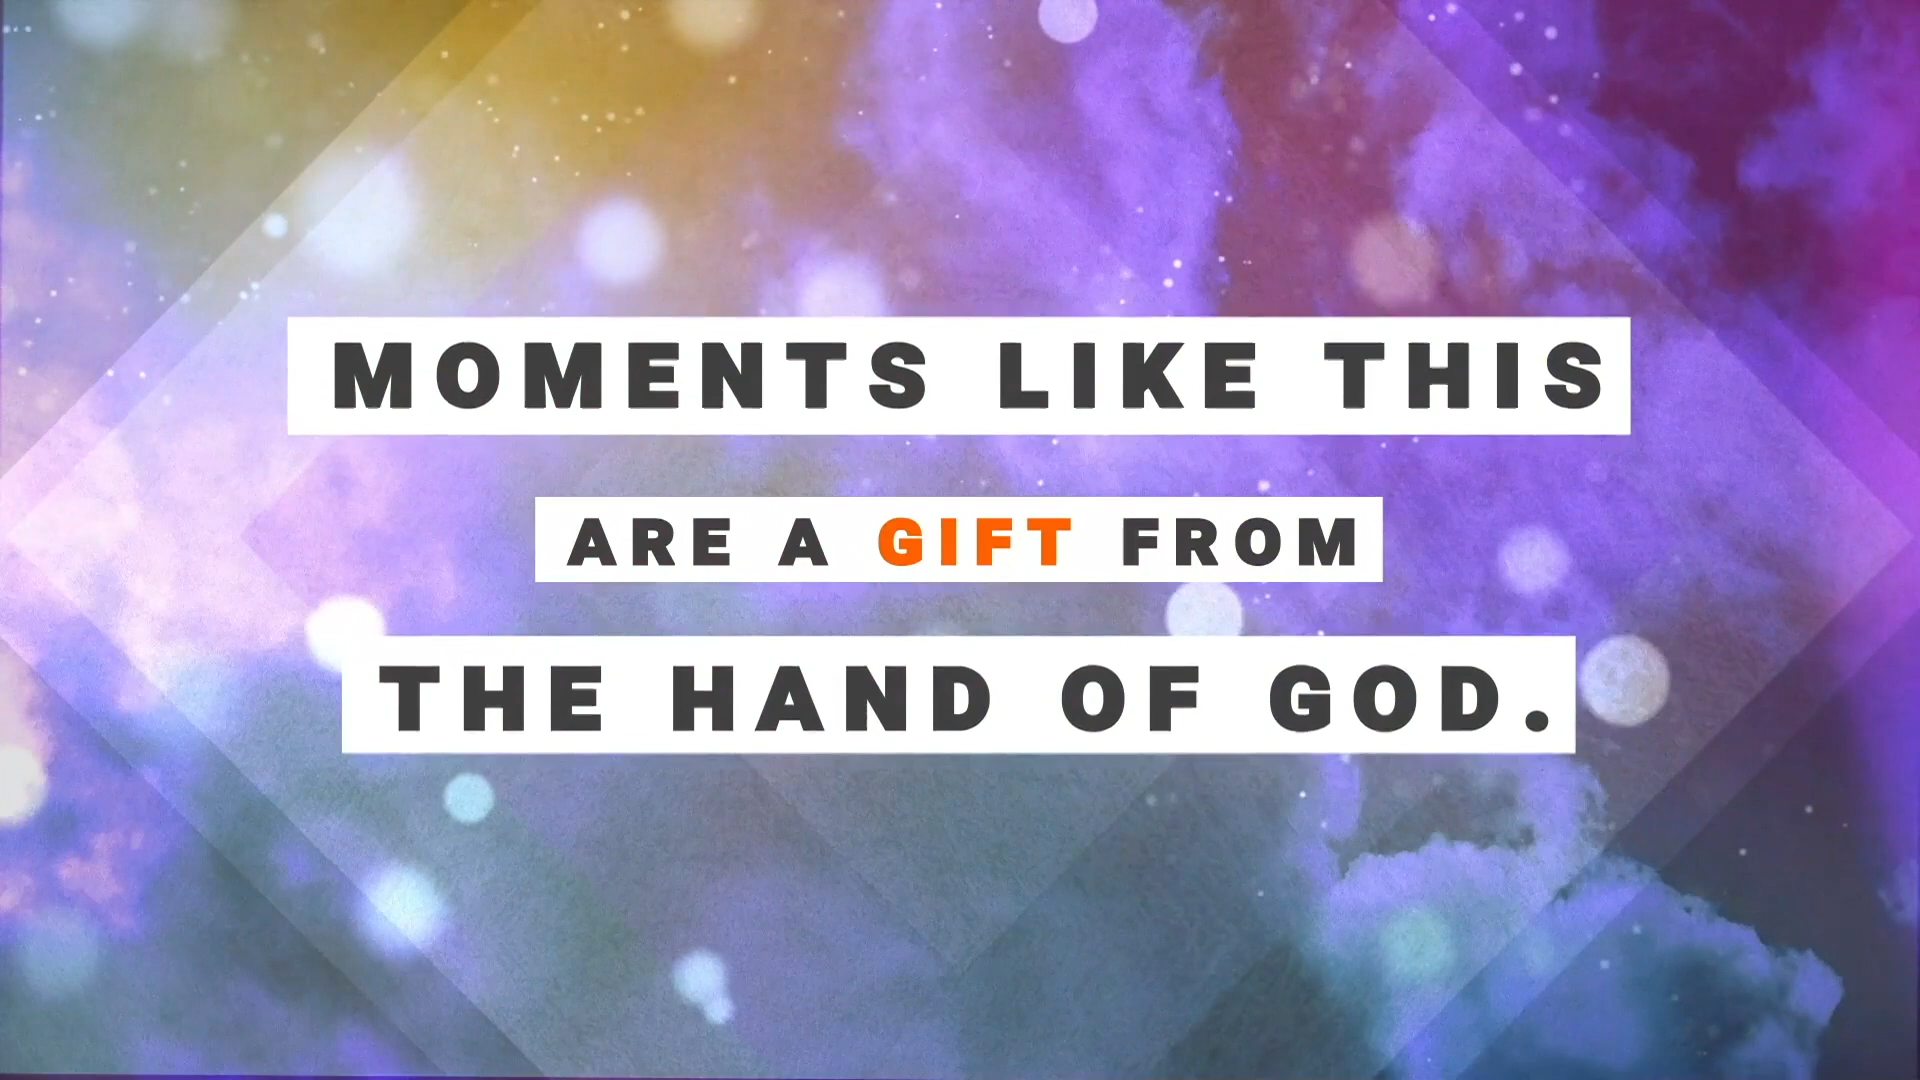 MOMENTS LIKE THIS
ARE A GIFT FROM
THE HAND OF GOD.